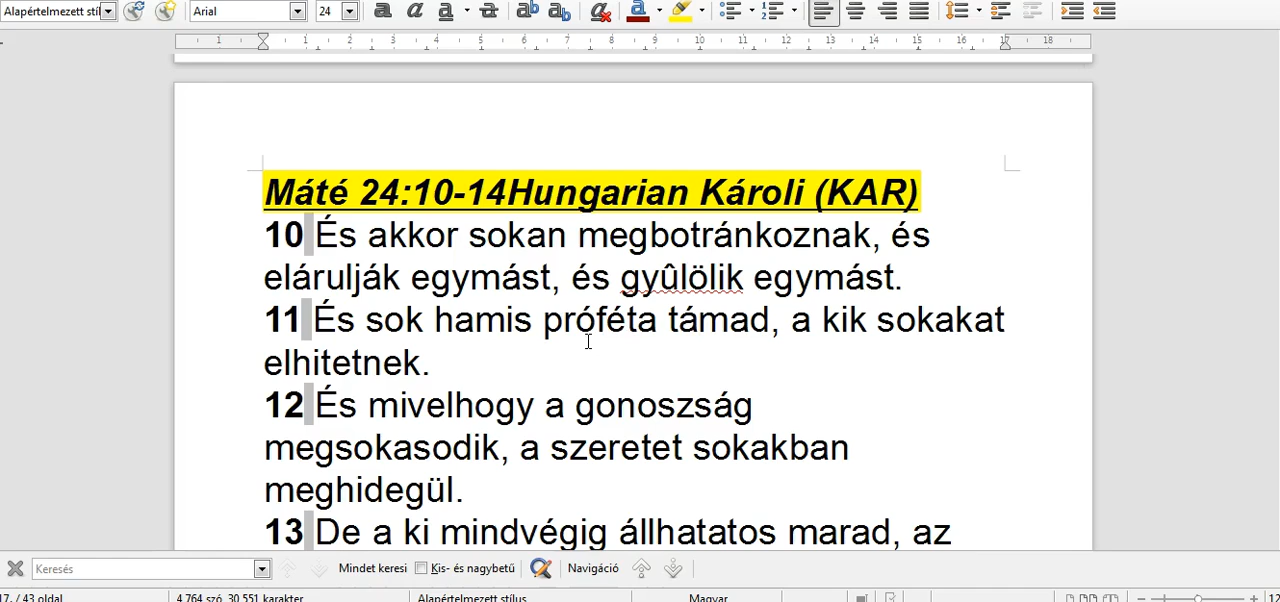 Alapértelmezett stíl Arial 24
1 1 2 3 4 5 6 7 8 9 10 11 12 13 14 15 16 17 18
Máté 24:10-14Hungarian Károli (KAR)
10 És akkor sokan megbotránkoznak, és
elárulják egymást, és gyûlölik egymást.
11 És sok hamis próféta támad, a kik sokakat
elhitetnek.
12 És mivelhogy a gonoszság
megsokasodik, a szeretet sokakban
meghidegül.
13 De a ki mindvégig állhatatos marad, az
Keresés Mindet keresi Kis- és nagybetű Navigáció
17. / 43 oldal 4 764 szó, 30 551 karakter Alapértelmezett stílus Magyar